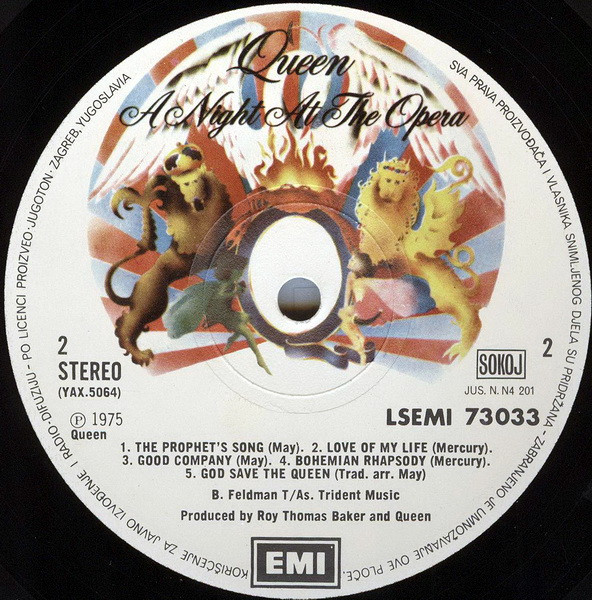 Queen
A Night At The Opera
SVA PRAVA PROIZVOĐAČA I VLASNIKA SNIMLJENOG DJELA SU PRIDRŽANA - ZABRANJENO JE UMNOŽAVANJE OVE PLOČE,
KORIŠĆENJE ZA JAVNO IZVOĐENJE I RADIO-DIFUZIJU - PO LICENCI PROIZVEO · JUGOTON · ZAGREB, YUGOSLAVIA
2
STEREO
(YAX.5064)
Ⓟ 1975
Queen
SOKOJ
2
JUS. N. N4 201
LSEMI 73033
1. THE PROPHET'S SONG (May). 2. LOVE OF MY LIFE (Mercury).
3. GOOD COMPANY (May). 4. BOHEMIAN RHAPSODY (Mercury).
5. GOD SAVE THE QUEEN (Trad. arr. May)
B. Feldman T/As. Trident Music
Produced by Roy Thomas Baker and Queen
EMI